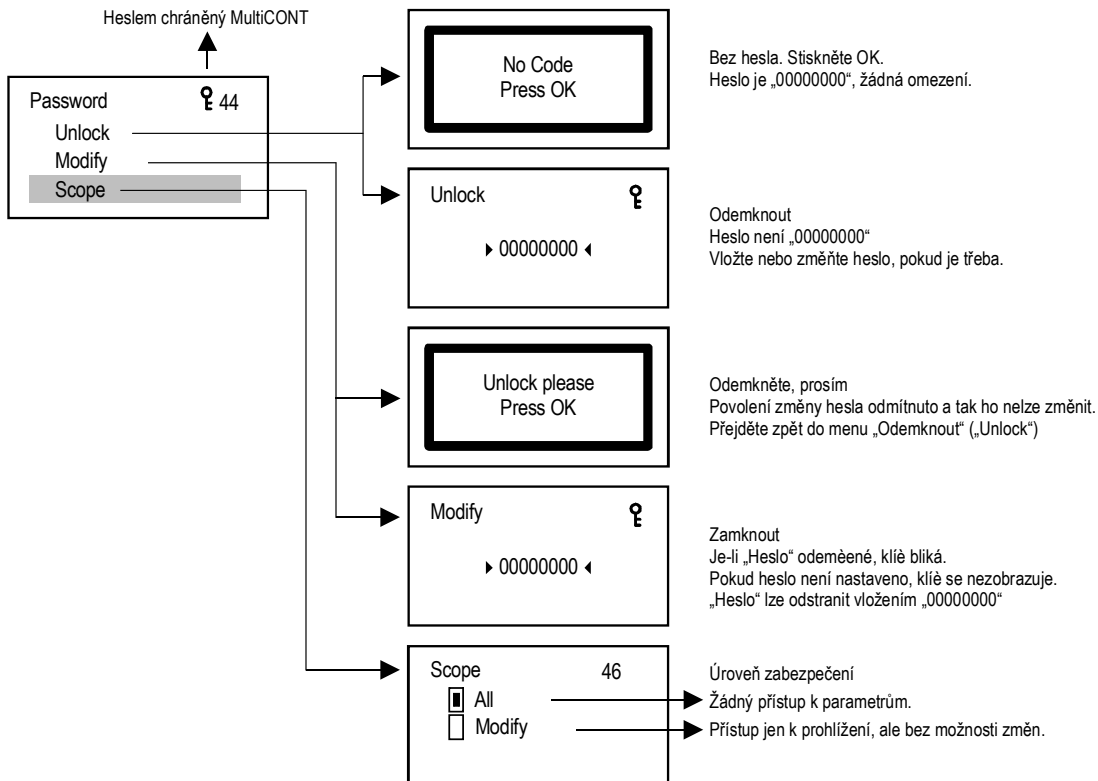 Heslem chráněný MultiCONT
Password 44
Unlock
Modify
Scope
No Code
Press OK
Bez hesla. Stiskněte OK.
Heslo je „00000000“, žádná omezení.
Unlock
00000000
Odemknout
Heslo není „00000000“
Vložte nebo změňte heslo, pokud je třeba.
Unlock please
Press OK
Odemkněte, prosím
Povolení změny hesla odmítnuto a tak ho nelze změnit.
Přejděte zpět do menu „Odemknout“ („Unlock“)
Modify
00000000
Zamknout
Je-li „Heslo“ odemèené, klíè bliká.
Pokud heslo není nastaveno, klíè se nezobrazuje.
„Heslo“ lze odstranit vložením „00000000“
Scope 46
All
Modify
Úroveň zabezpečení
Žádný přístup k parametrům.
Přístup jen k prohlížení, ale bez možnosti změn.